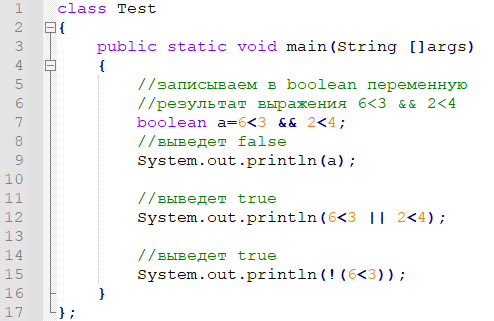 1 class Test
2 {
3     public static void main(String []args)
4     {
5         //записываем в boolean переменную
6         //результат выражения 6<3 && 2<4
7         boolean a=6<3 && 2<4;
8         //выведет false
9         System.out.println(a);
10
11         //выведет true
12         System.out.println(6<3 || 2<4);
13
14         //выведет true
15         System.out.println(!(6<3));
16     }
17 };